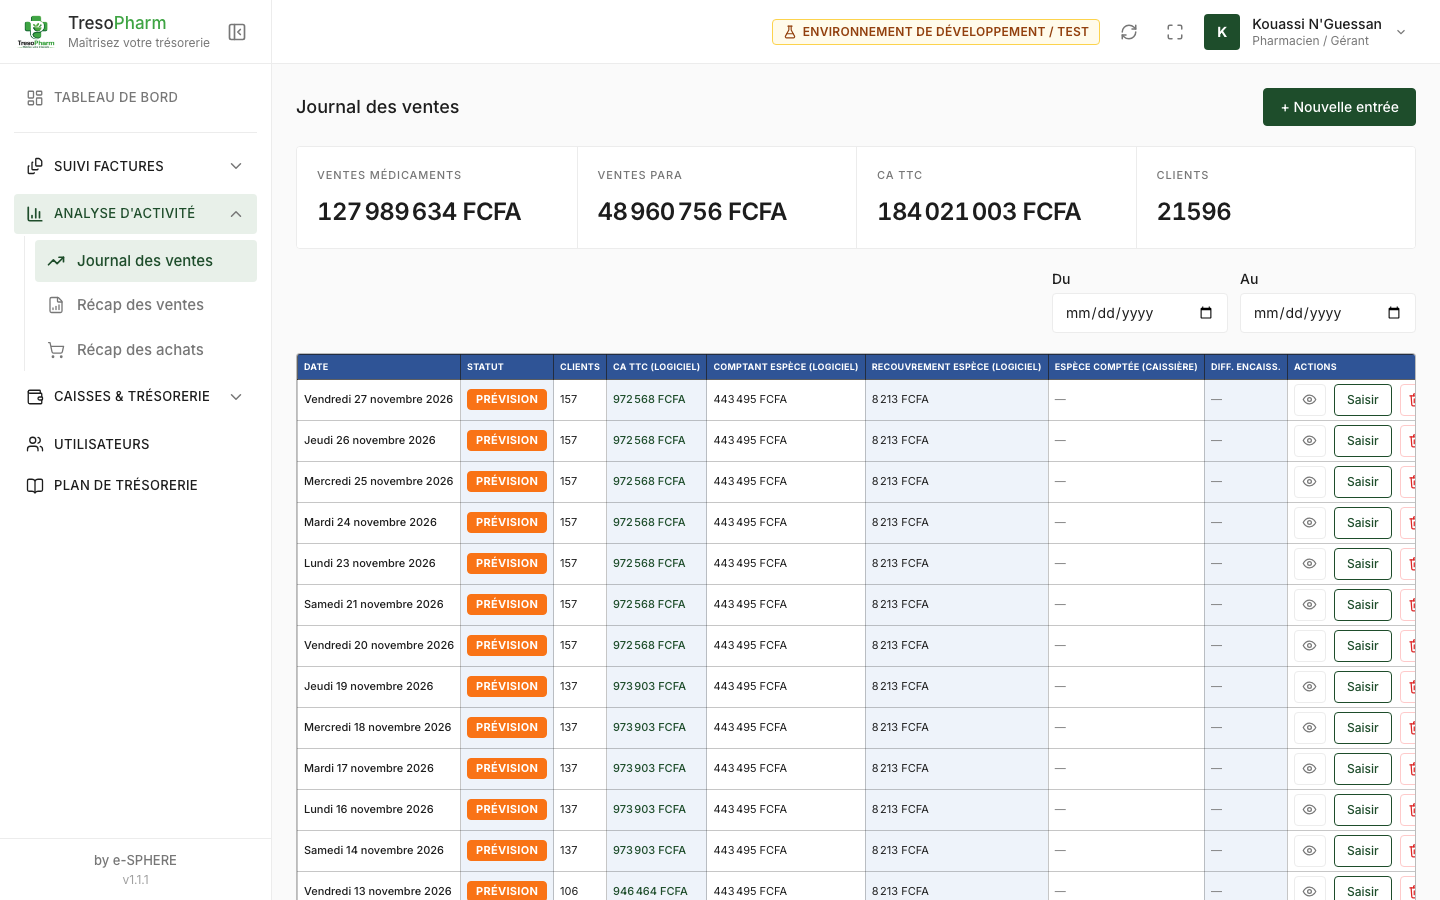 TresoPharm
TresoPharm
Maîtrisez votre trésorerie
ENVIRONNEMENT DE DÉVELOPPEMENT / TEST
K
Kouassi N'Guessan
Pharmacien / Gérant
TABLEAU DE BORD
SUIVI FACTURES
ANALYSE D'ACTIVITÉ
Journal des ventes
Récap des ventes
Récap des achats
CAISSES & TRÉSORERIE
UTILISATEURS
PLAN DE TRÉSORERIE
by e-SPHERE
v1.1.1
Journal des ventes
+ Nouvelle entrée
VENTES MÉDICAMENTS
127 989 634 FCFA
VENTES PARA
48 960 756 FCFA
CA TTC
184 021 003 FCFA
CLIENTS
21596
Du
mm/dd/yyyy
Au
mm/dd/yyyy
DATE STATUT CLIENTS CA TTC (LOGICIEL) COMPTANT ESPÈCE (LOGICIEL) RECOUVREMENT ESPÈCE (LOGICIEL) ESPÈCE COMPTÉE (CAISSIÈRE) DIFF. ENCAISS. ACTIONS
Vendredi 27 novembre 2026 PRÉVISION 157 972 568 FCFA 443 495 FCFA 8 213 FCFA — — Saisir
Jeudi 26 novembre 2026 PRÉVISION 157 972 568 FCFA 443 495 FCFA 8 213 FCFA — — Saisir
Mercredi 25 novembre 2026 PRÉVISION 157 972 568 FCFA 443 495 FCFA 8 213 FCFA — — Saisir
Mardi 24 novembre 2026 PRÉVISION 157 972 568 FCFA 443 495 FCFA 8 213 FCFA — — Saisir
Lundi 23 novembre 2026 PRÉVISION 157 972 568 FCFA 443 495 FCFA 8 213 FCFA — — Saisir
Samedi 21 novembre 2026 PRÉVISION 157 972 568 FCFA 443 495 FCFA 8 213 FCFA — — Saisir
Vendredi 20 novembre 2026 PRÉVISION 157 972 568 FCFA 443 495 FCFA 8 213 FCFA — — Saisir
Jeudi 19 novembre 2026 PRÉVISION 137 973 903 FCFA 443 495 FCFA 8 213 FCFA — — Saisir
Mercredi 18 novembre 2026 PRÉVISION 137 973 903 FCFA 443 495 FCFA 8 213 FCFA — — Saisir
Mardi 17 novembre 2026 PRÉVISION 137 973 903 FCFA 443 495 FCFA 8 213 FCFA — — Saisir
Lundi 16 novembre 2026 PRÉVISION 137 973 903 FCFA 443 495 FCFA 8 213 FCFA — — Saisir
Samedi 14 novembre 2026 PRÉVISION 137 973 903 FCFA 443 495 FCFA 8 213 FCFA — — Saisir
Vendredi 13 novembre 2026 PRÉVISION 106 946 464 FCFA 443 495 FCFA 8 213 FCFA — — Saisir